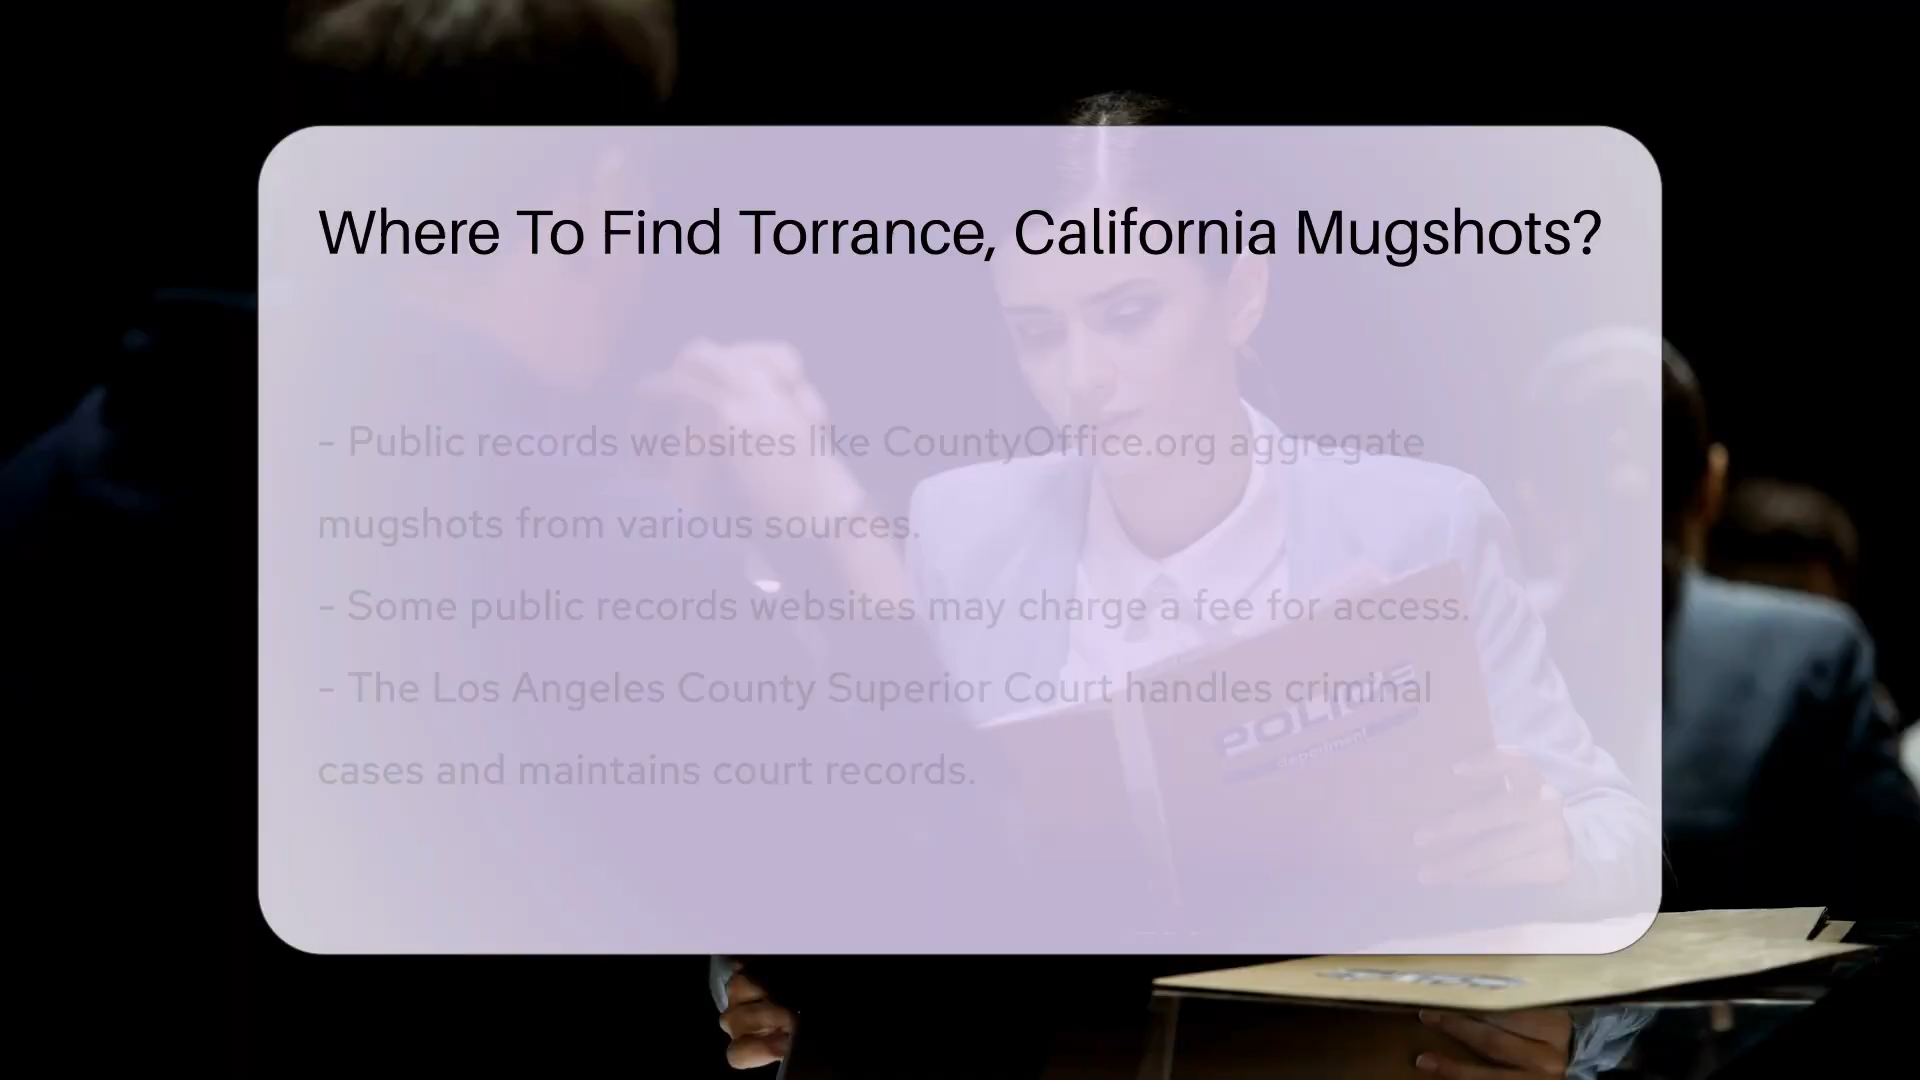 Where To Find Torrance, California Mugshots?
- Public records websites like CountyOffice.org aggregate
mugshots from various sources.
- Some public records websites may charge a fee for access.
- The Los Angeles County Superior Court handles criminal
cases and maintains court records.
POLICE
department